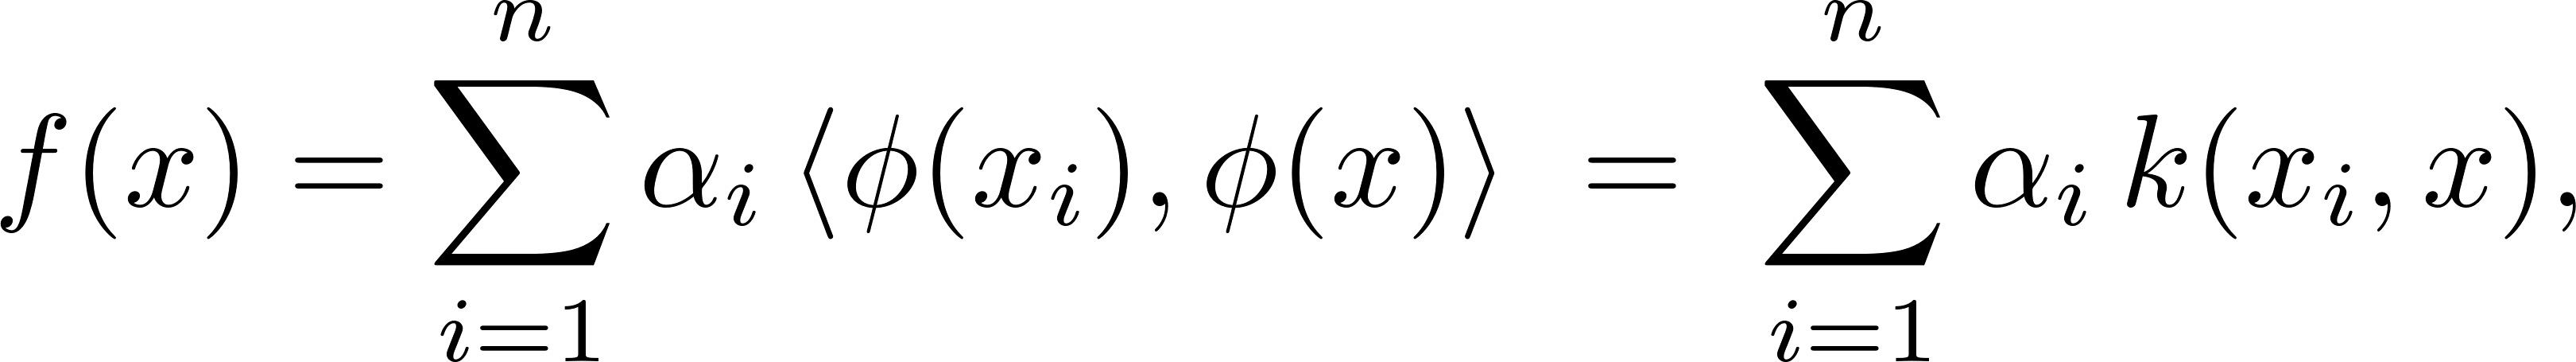 f(x) = \sum_{i=1}^{n} \alpha_i \langle \phi(x_i), \phi(x) \rangle = \sum_{i=1}^{n} \alpha_i k(x_i, x),